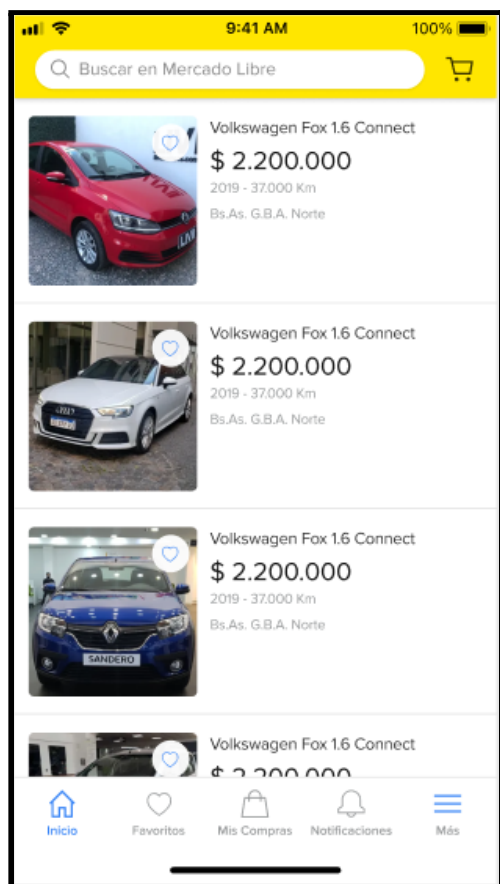 9:41 AM
100%
Buscar en Mercado Libre
Volkswagen Fox 1.6 Connect
$ 2.200.000
2019 - 37.000 Km
Bs.As. G.B.A. Norte
Volkswagen Fox 1.6 Connect
$ 2.200.000
2019 - 37.000 Km
Bs.As. G.B.A. Norte
Volkswagen Fox 1.6 Connect
$ 2.200.000
2019 - 37.000 Km
Bs.As. G.B.A. Norte
SANDERO
Volkswagen Fox 1.6 Connect
$ 2.200.000
Inicio
Favoritos
Mis Compras
Notificaciones
Más